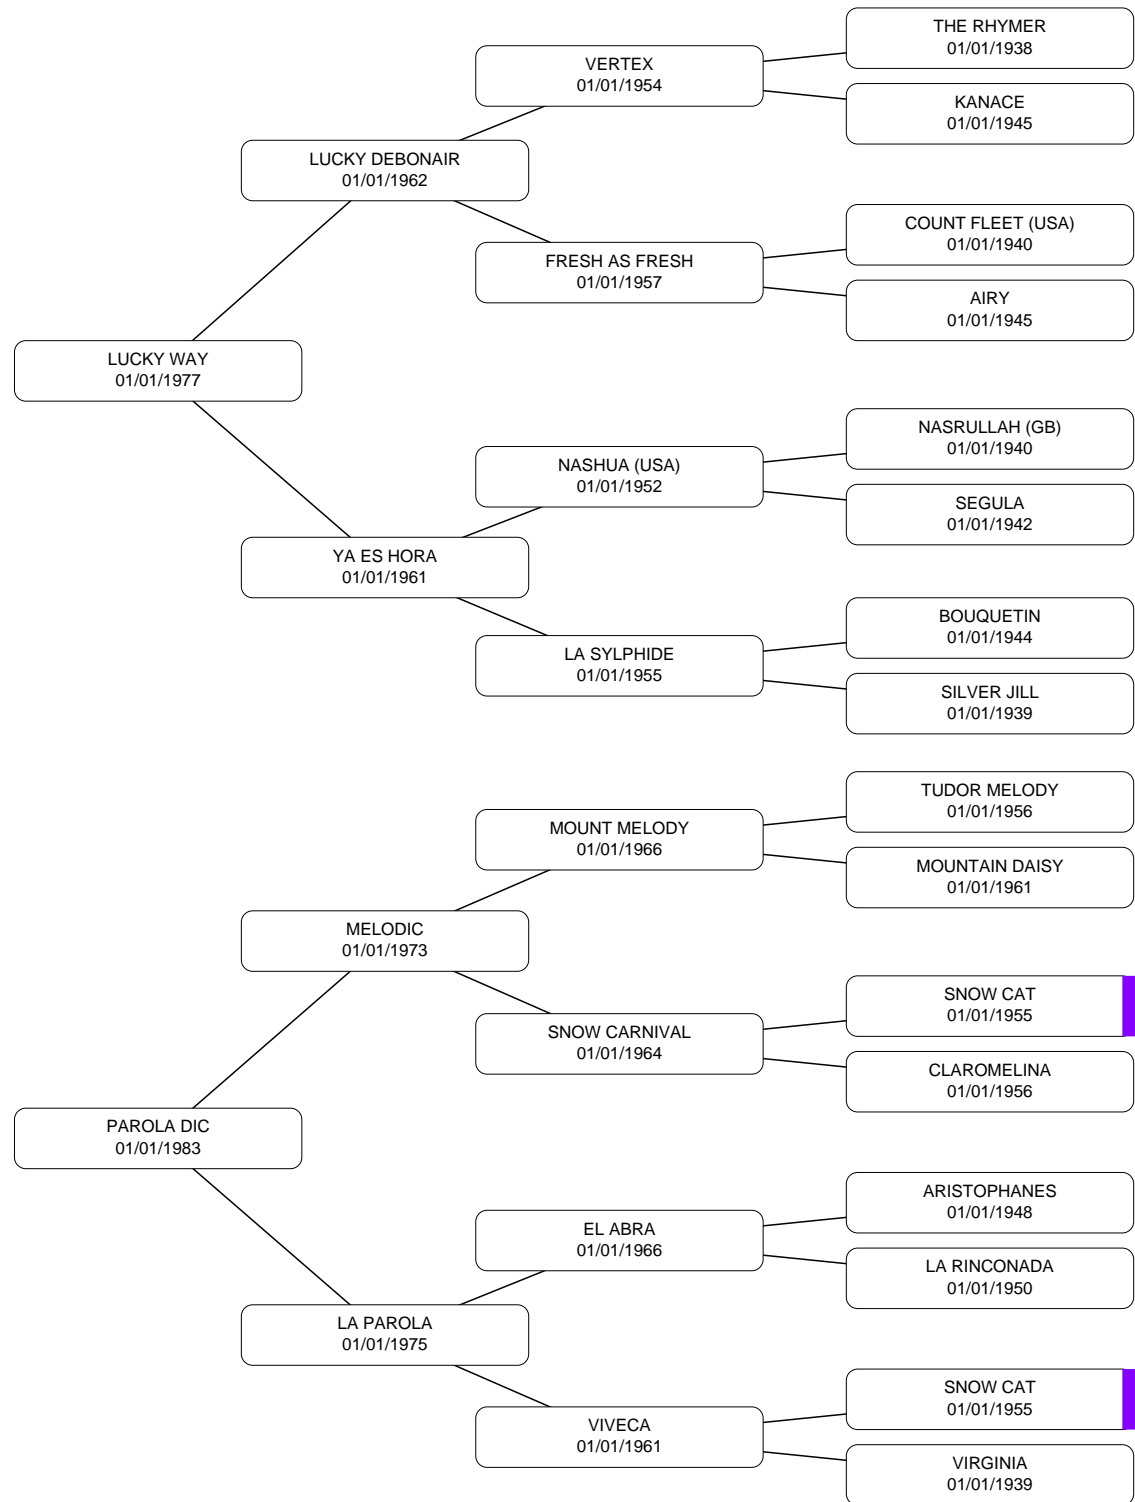 THE RHYMER
01/01/1938
VERTEX
01/01/1954
KANACE
01/01/1945
LUCKY DEBONAIR
01/01/1962
COUNT FLEET (USA)
01/01/1940
FRESH AS FRESH
01/01/1957
AIRY
01/01/1945
LUCKY WAY
01/01/1977
NASRULLAH (GB)
01/01/1940
NASHUA (USA)
01/01/1952
SEGULA
01/01/1942
YA ES HORA
01/01/1961
BOUQUETIN
01/01/1944
LA SYLPHIDE
01/01/1955
SILVER JILL
01/01/1939
TUDOR MELODY
01/01/1956
MOUNT MELODY
01/01/1966
MOUNTAIN DAISY
01/01/1961
MELODIC
01/01/1973
SNOW CAT
01/01/1955
SNOW CARNIVAL
01/01/1964
CLAROMELINA
01/01/1956
PAROLA DIC
01/01/1983
ARISTOPHANES
01/01/1948
EL ABRA
01/01/1966
LA RINCONADA
01/01/1950
LA PAROLA
01/01/1975
SNOW CAT
01/01/1955
VIVECA
01/01/1961
VIRGINIA
01/01/1939